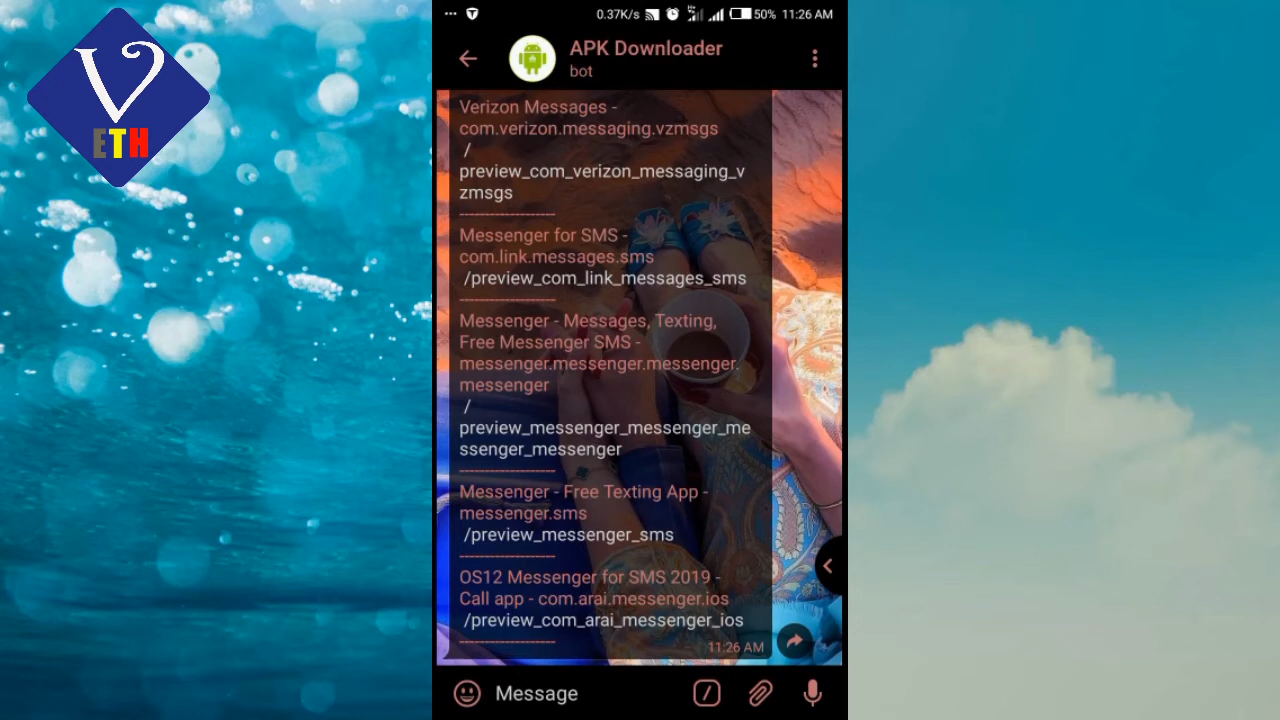 V
ETH
0.37K/s 50% 11:26 AM
APK Downloader
bot
Verizon Messages -
com.verizon.messaging.vzmsgs
/
preview_com_verizon_messaging_v
zmsgs
-------------------
Messenger for SMS -
com.link.messages.sms
/preview_com_link_messages_sms
-------------------
Messenger - Messages, Texting,
Free Messenger SMS -
messenger.messenger.messenger.
messenger
/
preview_messenger_messenger_me
ssenger_messenger
-------------------
Messenger - Free Texting App -
messenger.sms
/preview_messenger_sms
-------------------
OS12 Messenger for SMS 2019 -
Call app - com.arai.messenger.ios
/preview_com_arai_messenger_ios
-------------------
11:26 AM
Message